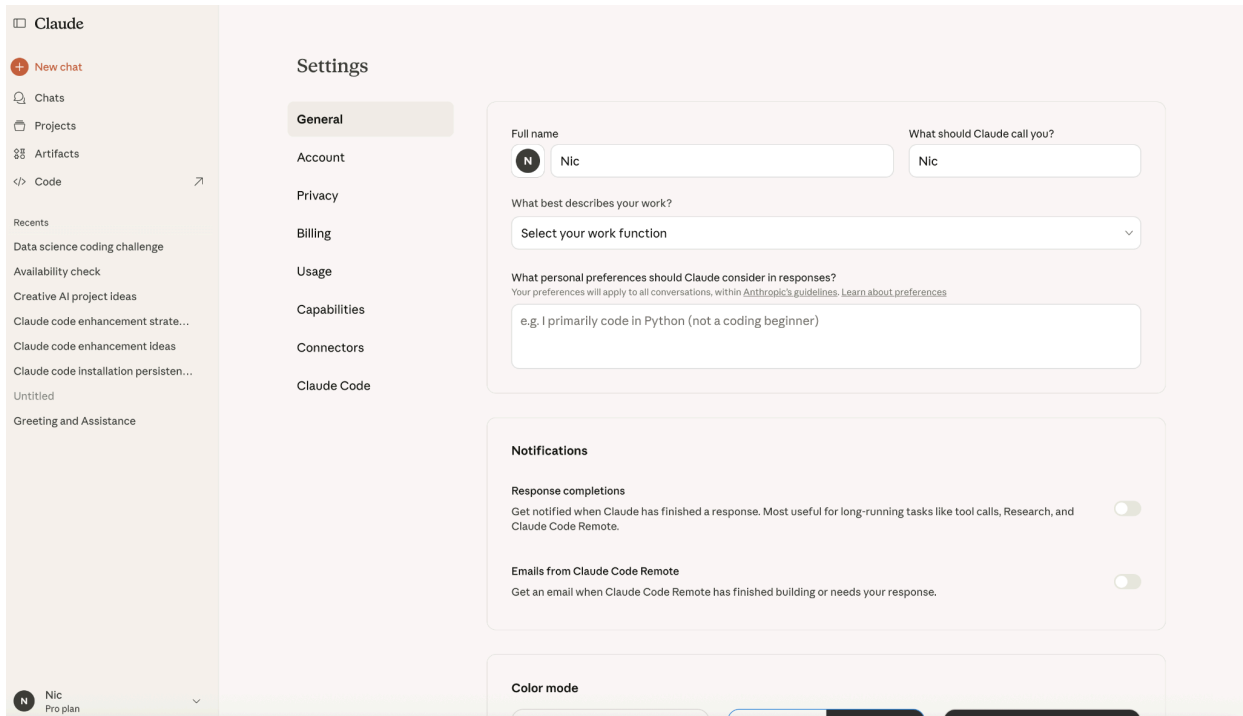 Claude
New chat
Chats
Projects
Artifacts
Code
Recents
Data science coding challenge
Availability check
Creative AI project ideas
Claude code enhancement strate...
Claude code enhancement ideas
Claude code installation persisten...
Untitled
Greeting and Assistance
N
Nic
Pro plan
Settings
General
Account
Privacy
Billing
Usage
Capabilities
Connectors
Claude Code
Full name
N
Nic
What should Claude call you?
Nic
What best describes your work?
Select your work function
What personal preferences should Claude consider in responses?
Your preferences will apply to all conversations, within Anthropic's guidelines. Learn about preferences
e.g. I primarily code in Python (not a coding beginner)
Notifications
Response completions
Get notified when Claude has finished a response. Most useful for long-running tasks like tool calls, Research, and
Claude Code Remote.
Emails from Claude Code Remote
Get an email when Claude Code Remote has finished building or needs your response.
Color mode